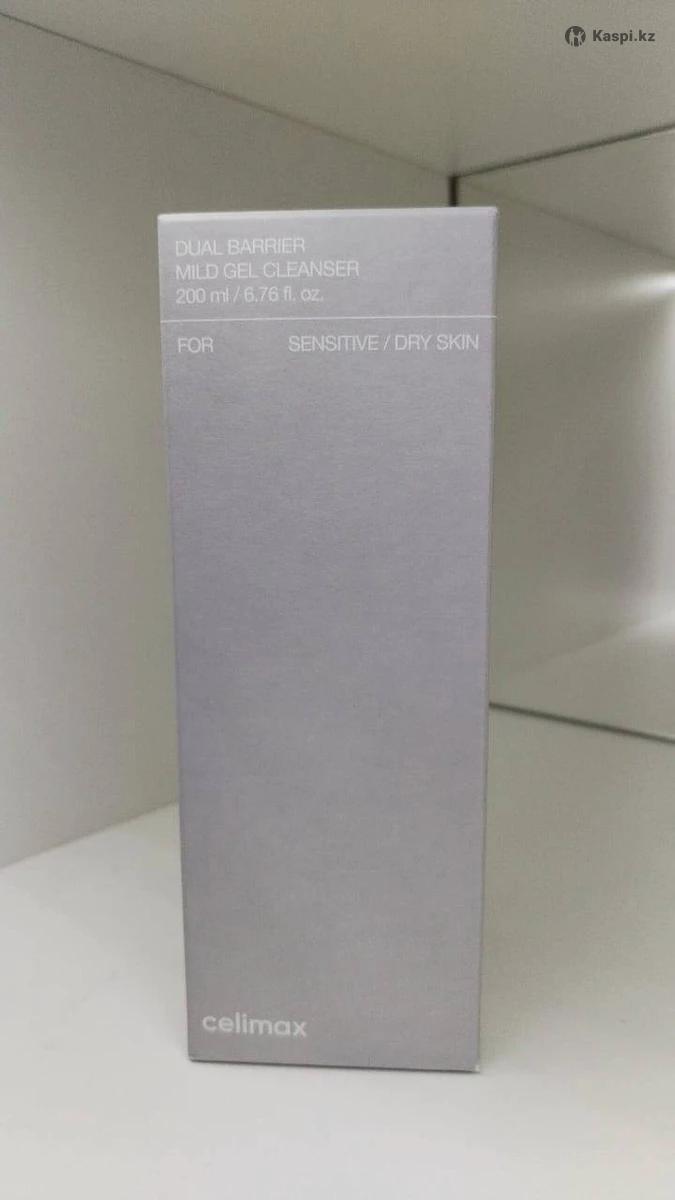 Kaspi.kz
DUAL BARRIER
MILD GEL CLEANSER
200 ml / 6.76 fl. oz.
FOR SENSITIVE / DRY SKIN
celimax